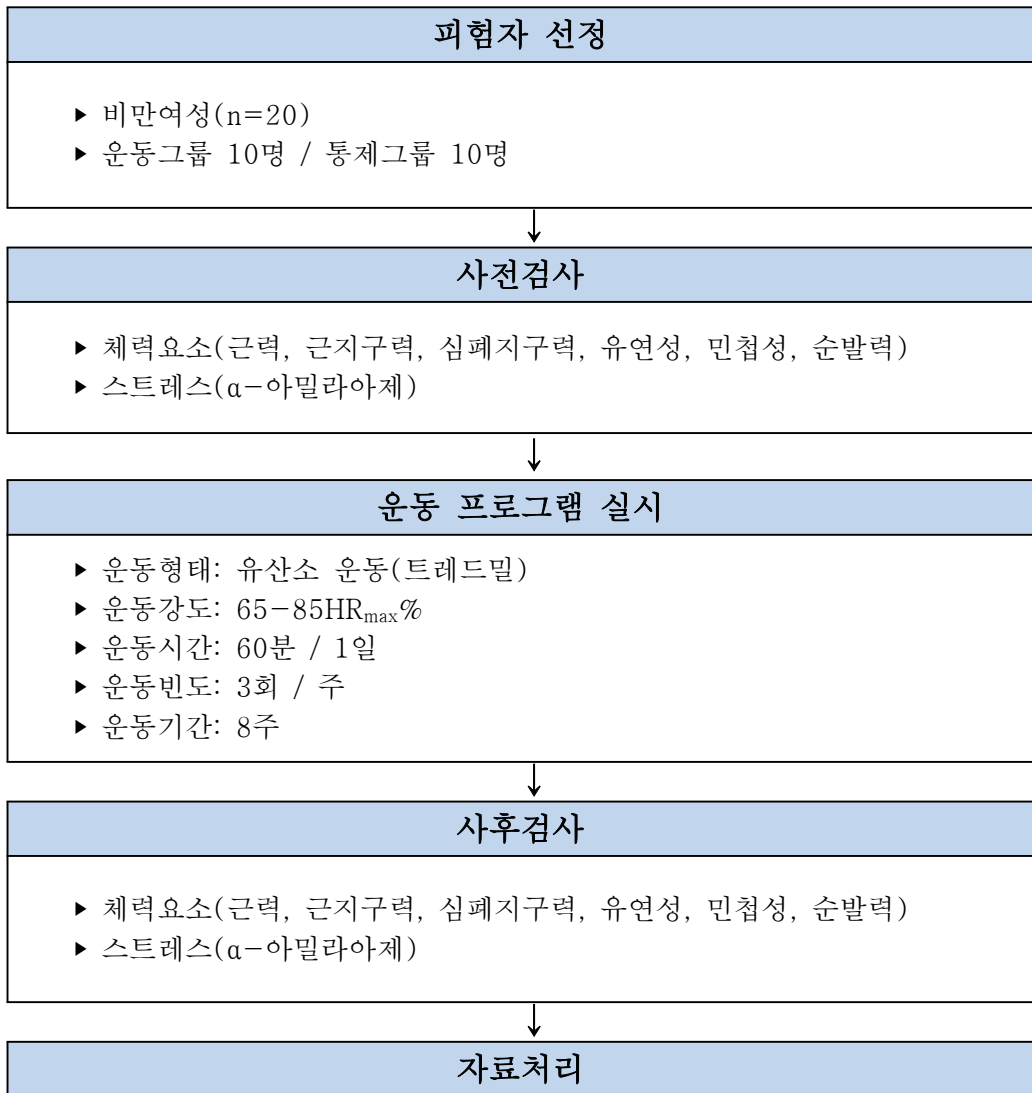 피험자 선정
▶ 비만여성(n=20)
▶ 운동그룹 10명 / 통제그룹 10명
사전검사
▶ 체력요소(근력, 근지구력, 심폐지구력, 유연성, 민첩성, 순발력)
▶ 스트레스(α-아밀라아제)
운동 프로그램 실시
▶ 운동형태: 유산소 운동(트레드밀)
▶ 운동강도: 65-85HRmax%
▶ 운동시간: 60분 / 1일
▶ 운동빈도: 3회 / 주
▶ 운동기간: 8주
사후검사
▶ 체력요소(근력, 근지구력, 심폐지구력, 유연성, 민첩성, 순발력)
▶ 스트레스(α-아밀라아제)
자료처리